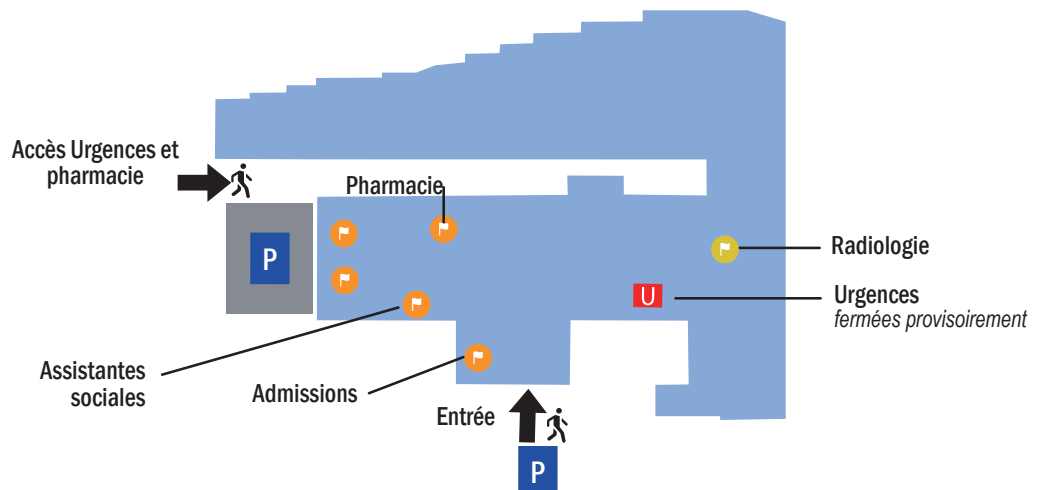 Accès Urgences et
pharmacie
Pharmacie
P
Radiologie
U
Urgences
fermées provisoirement
Assistantes
sociales
Admissions
Entrée
P